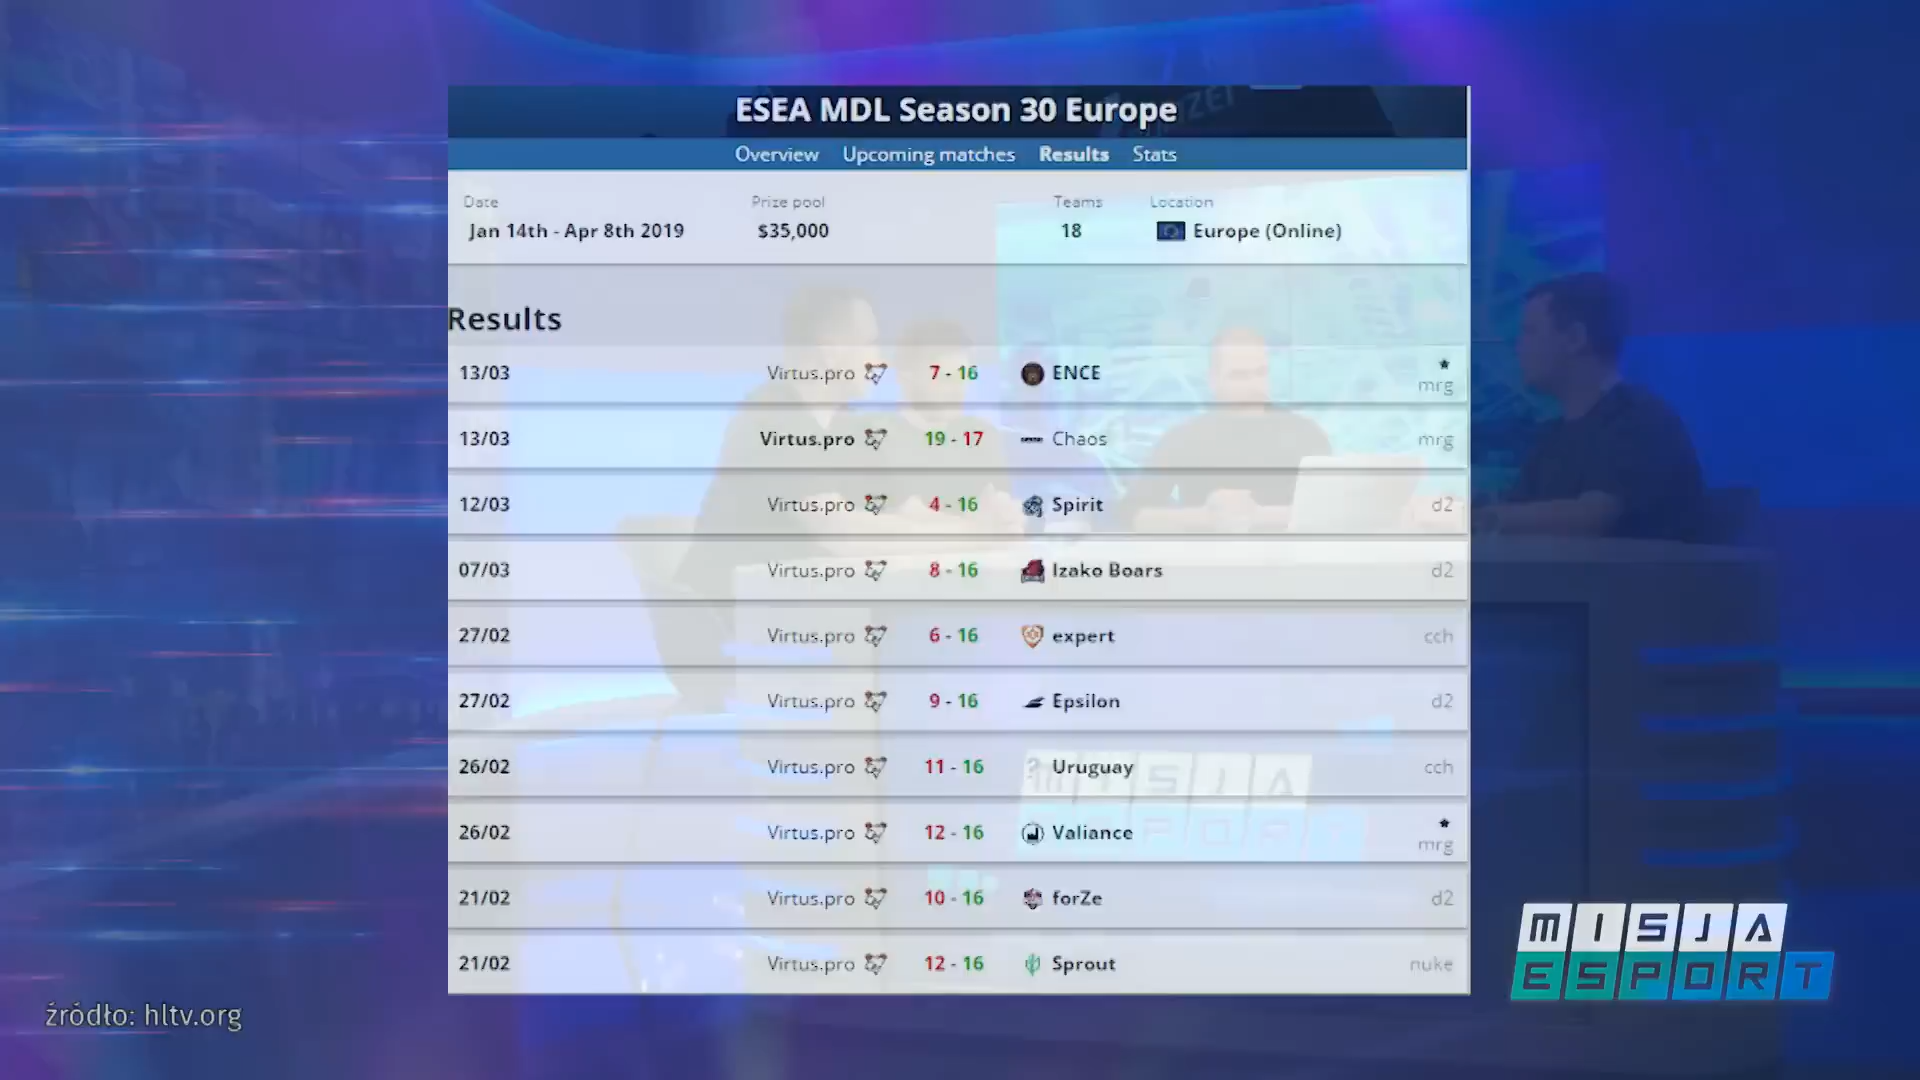 ESEA MDL Season 30 Europe
Overview Upcoming matches Results Stats
Date Prize pool Teams Location
Jan 14th - Apr 8th 2019 $35,000 18 Europe (Online)
Results
13/03 Virtus.pro 7 - 16 ENCE mrg
13/03 Virtus.pro 19 - 17 Chaos mrg
12/03 Virtus.pro 4 - 16 Spirit d2
07/03 Virtus.pro 8 - 16 Izako Boars d2
27/02 Virtus.pro 6 - 16 expert cch
27/02 Virtus.pro 9 - 16 Epsilon d2
26/02 Virtus.pro 11 - 16 ? Uruguay cch
26/02 Virtus.pro 12 - 16 Valiance mrg
21/02 Virtus.pro 10 - 16 forZe d2
21/02 Virtus.pro 12 - 16 Sprout nuke
MISJA
ESPORT
MISJA
ESPORT
źródło: hltv.org